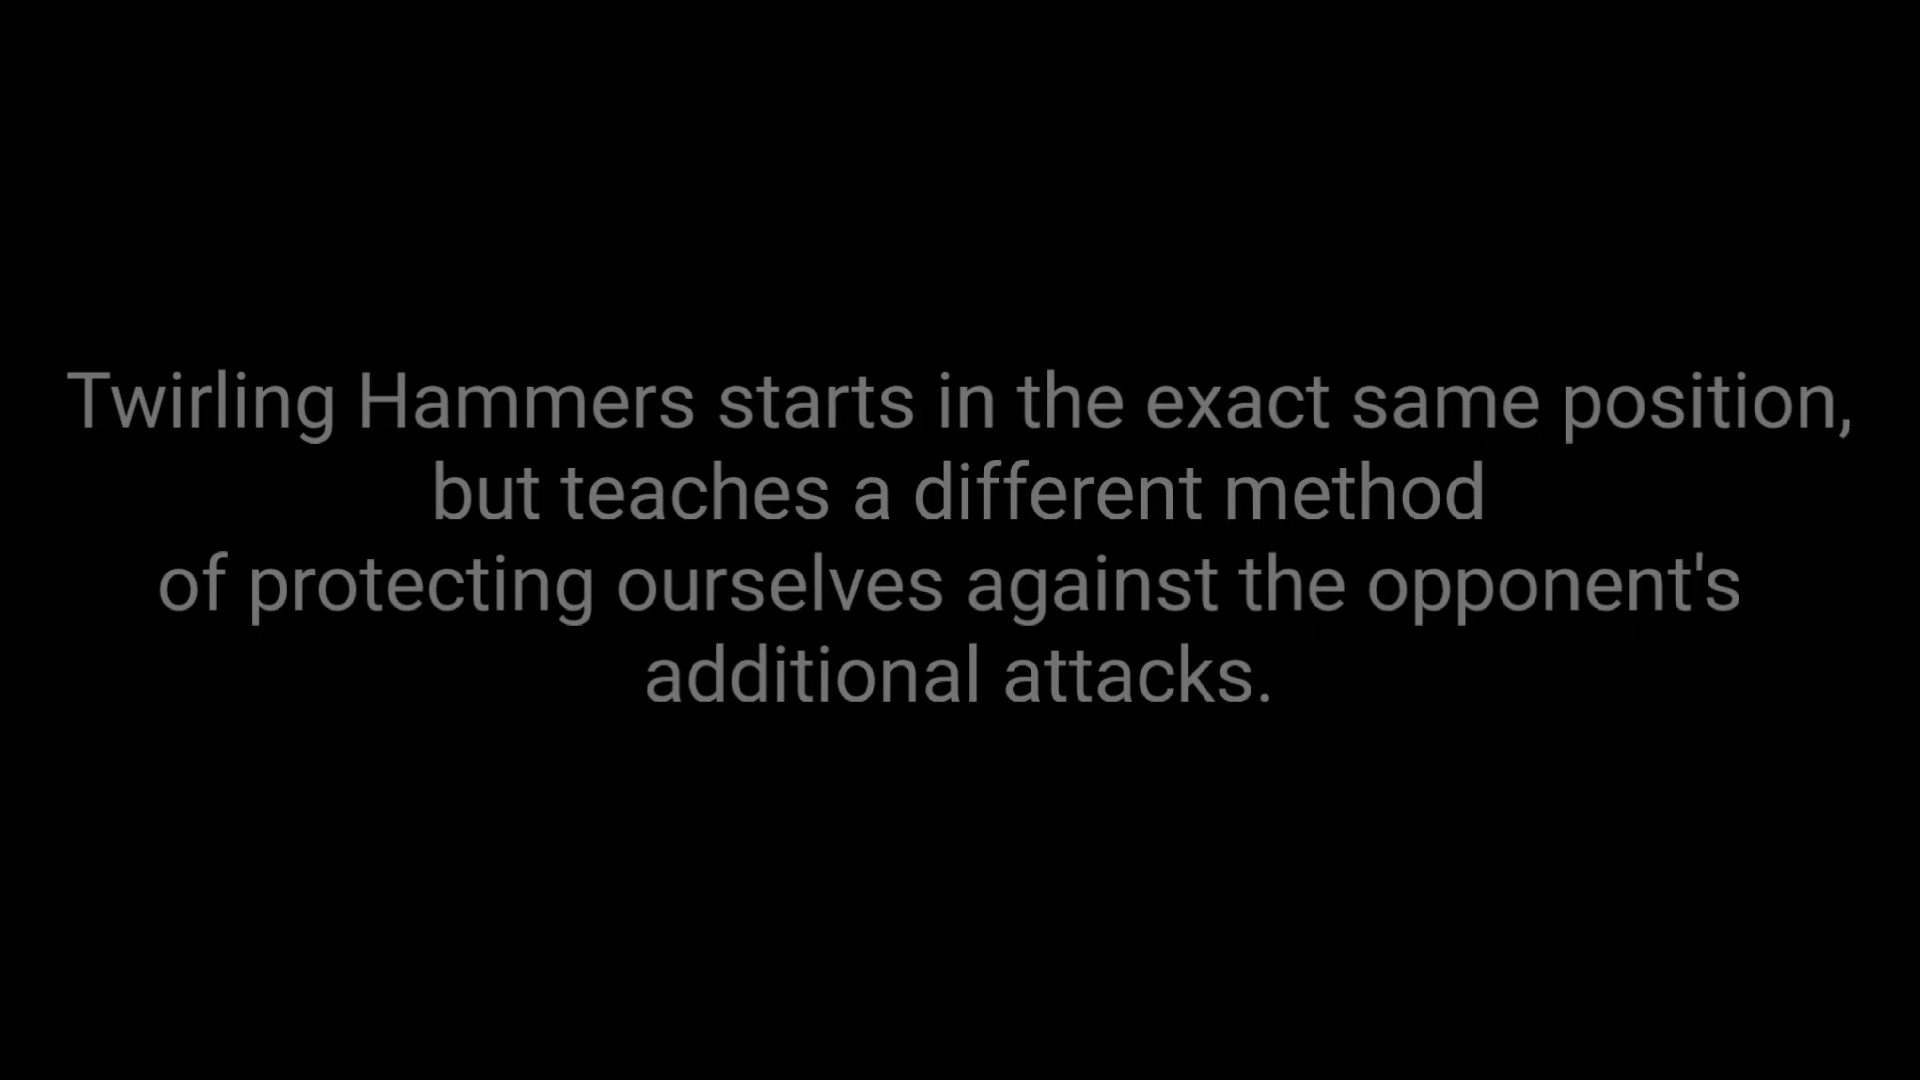 Twirling Hammers starts in the exact same position,
but teaches a different method
of protecting ourselves against the opponent's
additional attacks.